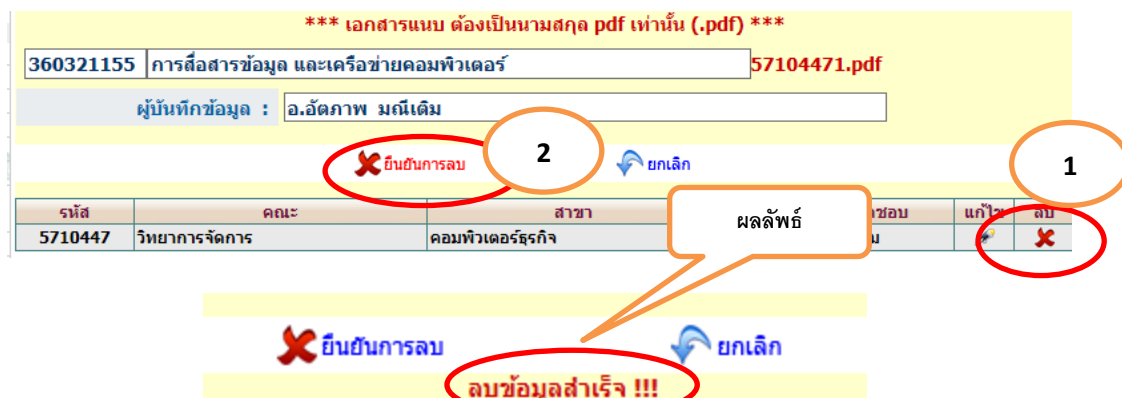 *** เอกสารแนบ ต้องเป็นนามสกุล pdf เท่านั้น (.pdf) ***
360321155 การสื่อสารข้อมูล และเครือข่ายคอมพิวเตอร์ 57104471.pdf
ผู้บันทึกข้อมูล : อ.อัตภาพ มณีเติม
ยืนยันการลบ 2 ยกเลิก 1
รหัส คณะ สาขา ผลลัพธ์ แก้ไข ลบ
5710447 วิทยาการจัดการ คอมพิวเตอร์ธุรกิจ
ยืนยันการลบ ยกเลิก
ลบข้อมูลสำเร็จ !!!